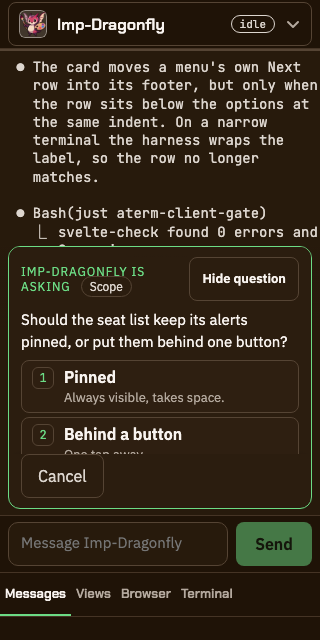 Imp-Dragonfly
idle
● The card moves a menu's own Next
row into its footer, but only when
the row sits below the options at
the same indent. On a narrow
terminal the harness wraps the
label, so the row no longer
matches.
● Bash(just aterm-client-gate)
⎿ svelte-check found 0 errors and
IMP-DRAGONFLY IS
ASKING Scope
Hide question
Should the seat list keep its alerts
pinned, or put them behind one button?
1 Pinned
Always visible, takes space.
2 Behind a button
One tap away.
Cancel
Message Imp-Dragonfly
Send
Messages Views Browser Terminal